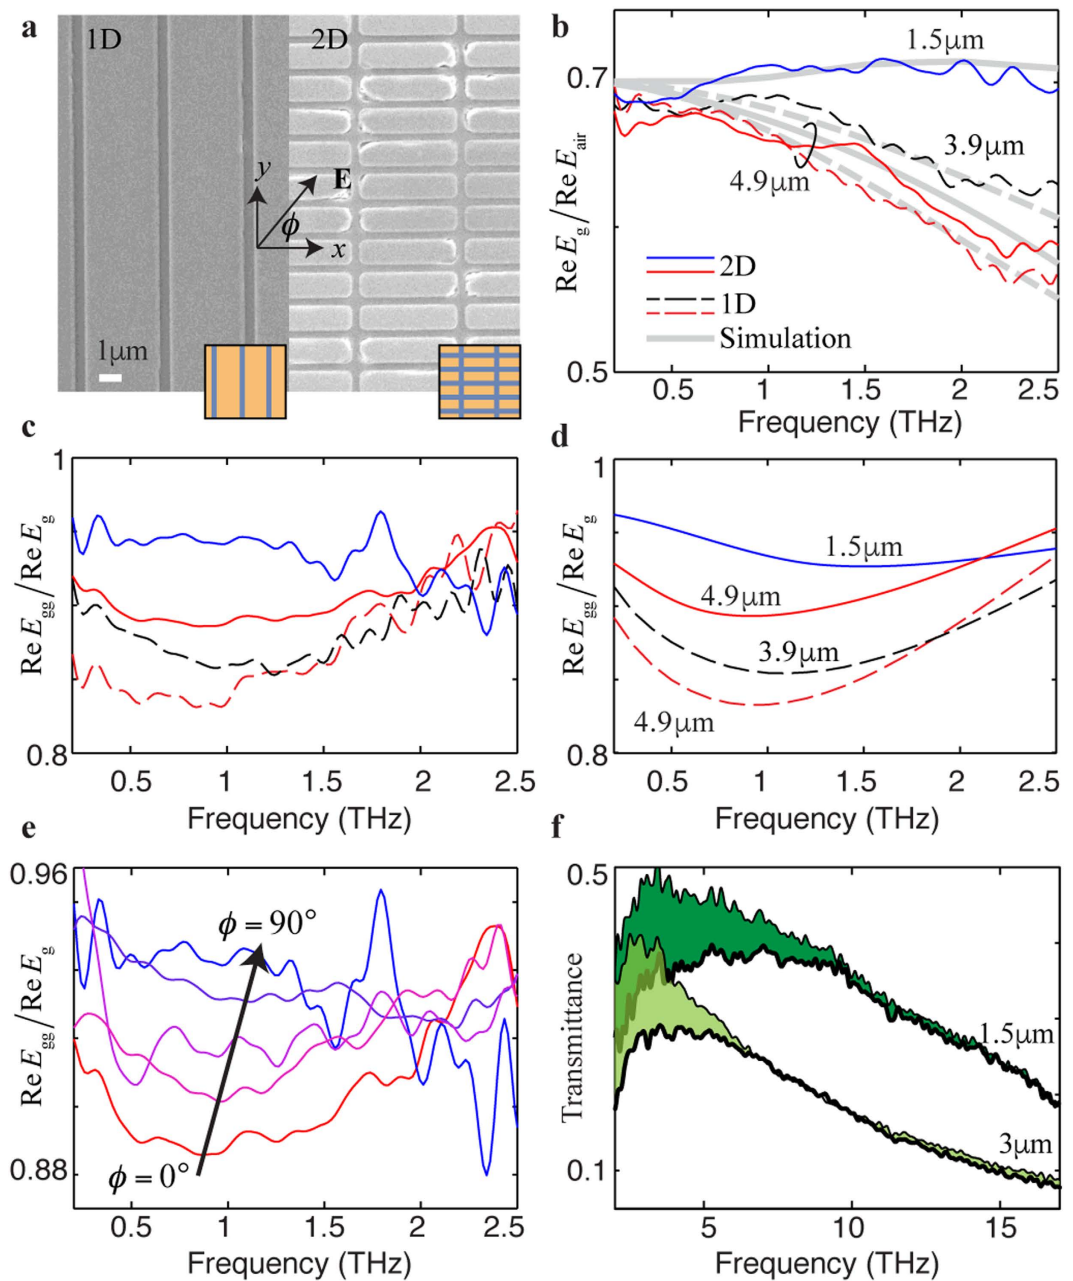 a
1D
2D
y
E
ϕ
x
1μm
b
Re E_g/Re E_air
0.7
0.5
1.5μm
3.9μm
4.9μm
2D
1D
Simulation
0.5
1
1.5
2
2.5
Frequency (THz)
c
Re E_gg/Re E_g
1
0.8
0.5
1
1.5
2
2.5
Frequency (THz)
d
Re E_gg/Re E_g
1
0.8
1.5μm
4.9μm
3.9μm
4.9μm
0.5
1
1.5
2
2.5
Frequency (THz)
e
Re E_gg/Re E_g
0.96
0.88
ϕ = 90°
ϕ = 0°
0.5
1
1.5
2
2.5
Frequency (THz)
f
Transmittance
0.5
0.1
1.5μm
3μm
5
10
15
Frequency (THz)